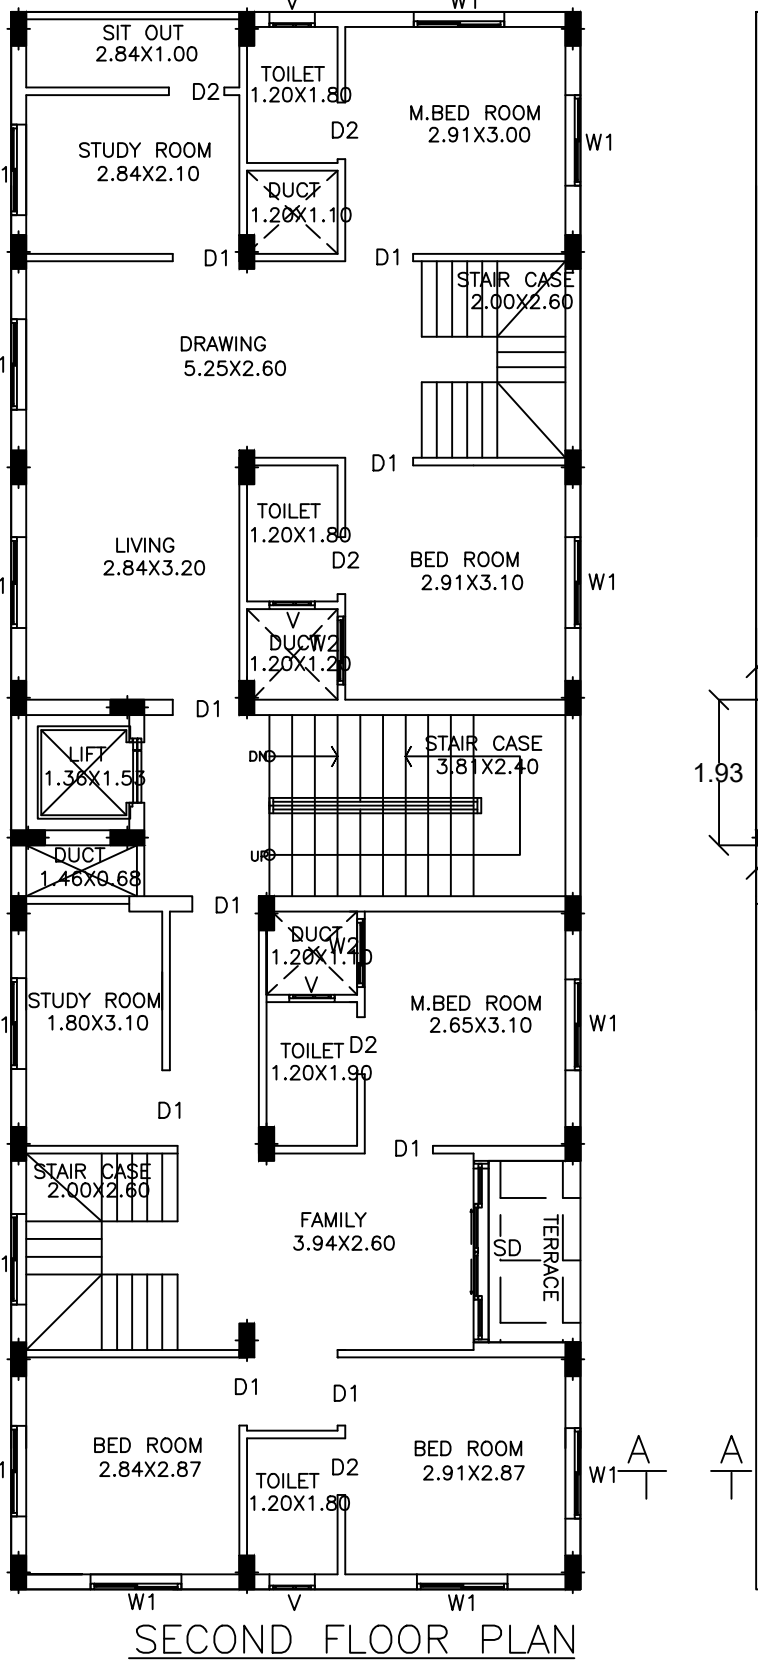 V
W1
SIT OUT
2.84X1.00
TOILET
1.20X1.80
D2
M.BED ROOM
2.91X3.00
D2
W1
STUDY ROOM
2.84X2.10
1
DUCT
1.20X1.10
D1
D1
STAIR CASE
2.00X2.60
DRAWING
5.25X2.60
1
D1
TOILET
1.20X1.80
LIVING
2.84X3.20
D2
BED ROOM
2.91X3.10
W1
1
V
DUCT
W2
1.20X1.20
D1
LIFT
1.36X1.53
DN
STAIR CASE
3.81X2.40
1.93
UP
DUCT
1.46X0.68
D1
DUCT
W2
1.20X1.10
V
STUDY ROOM
1.80X3.10
M.BED ROOM
2.65X3.10
1
W1
TOILET
D2
1.20X1.90
D1
D1
STAIR CASE
2.00X2.60
FAMILY
3.94X2.60
SD
TERRACE
1
D1
D1
BED ROOM
2.84X2.87
BED ROOM
2.91X2.87
A
A
D2
TOILET
1.20X1.80
1
W1
W1
V
W1
SECOND FLOOR PLAN